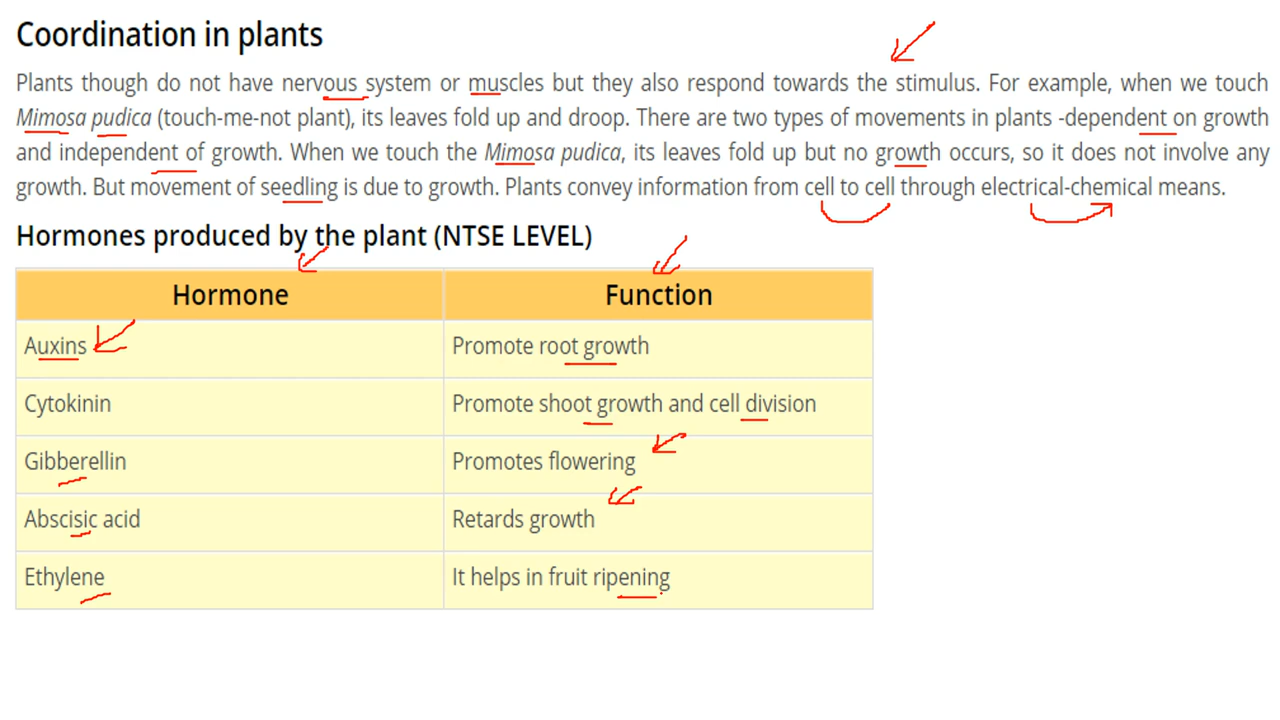 Coordination in plants
Plants though do not have nervous system or muscles but they also respond towards the stimulus. For example, when we touch
Mimosa pudica (touch-me-not plant), its leaves fold up and droop. There are two types of movements in plants -dependent on growth
and independent of growth. When we touch the Mimosa pudica, its leaves fold up but no growth occurs, so it does not involve any
growth. But movement of seedling is due to growth. Plants convey information from cell to cell through electrical-chemical means.
Hormones produced by the plant (NTSE LEVEL)
Hormone Function
Auxins Promote root growth
Cytokinin Promote shoot growth and cell division
Gibberellin Promotes flowering
Abscisic acid Retards growth
Ethylene It helps in fruit ripening